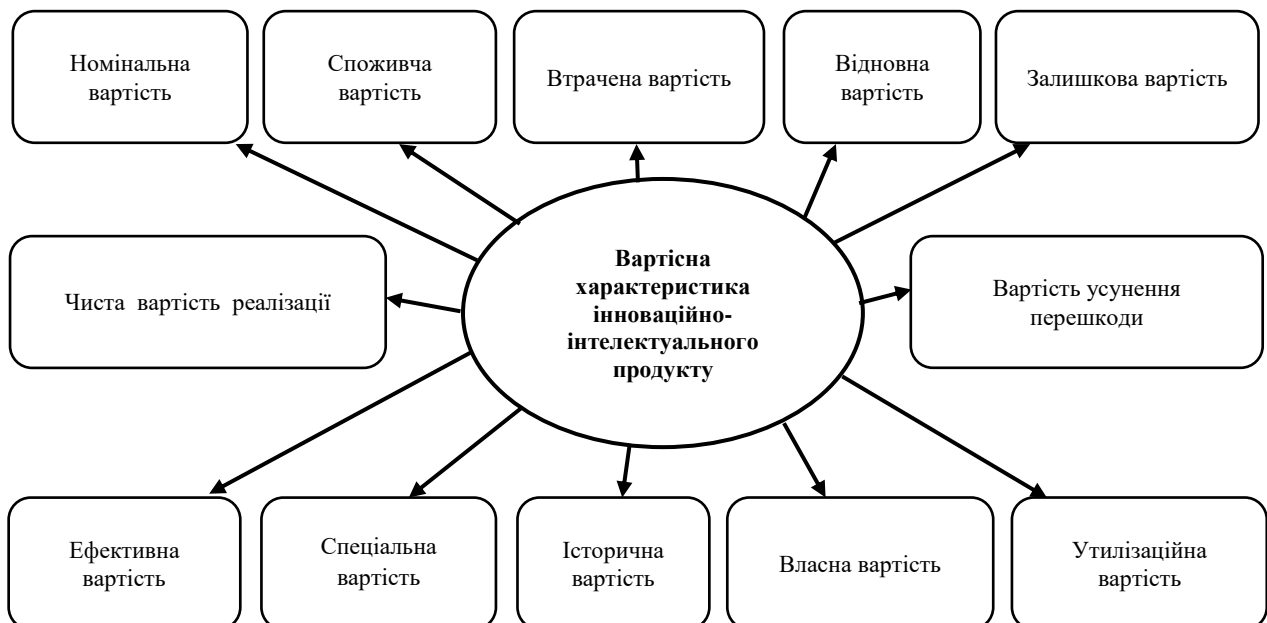 Номінальна
вартість
Споживча
вартість
Втрачена вартість
Відновна
вартість
Залишкова вартість
Чиста вартість реалізації
Вартісна
характеристика
інноваційно-
інтелектуального
продукту
Вартість усунення
перешкоди
Ефективна
вартість
Спеціальна
вартість
Історична
вартість
Власна вартість
Утилізаційна
вартість